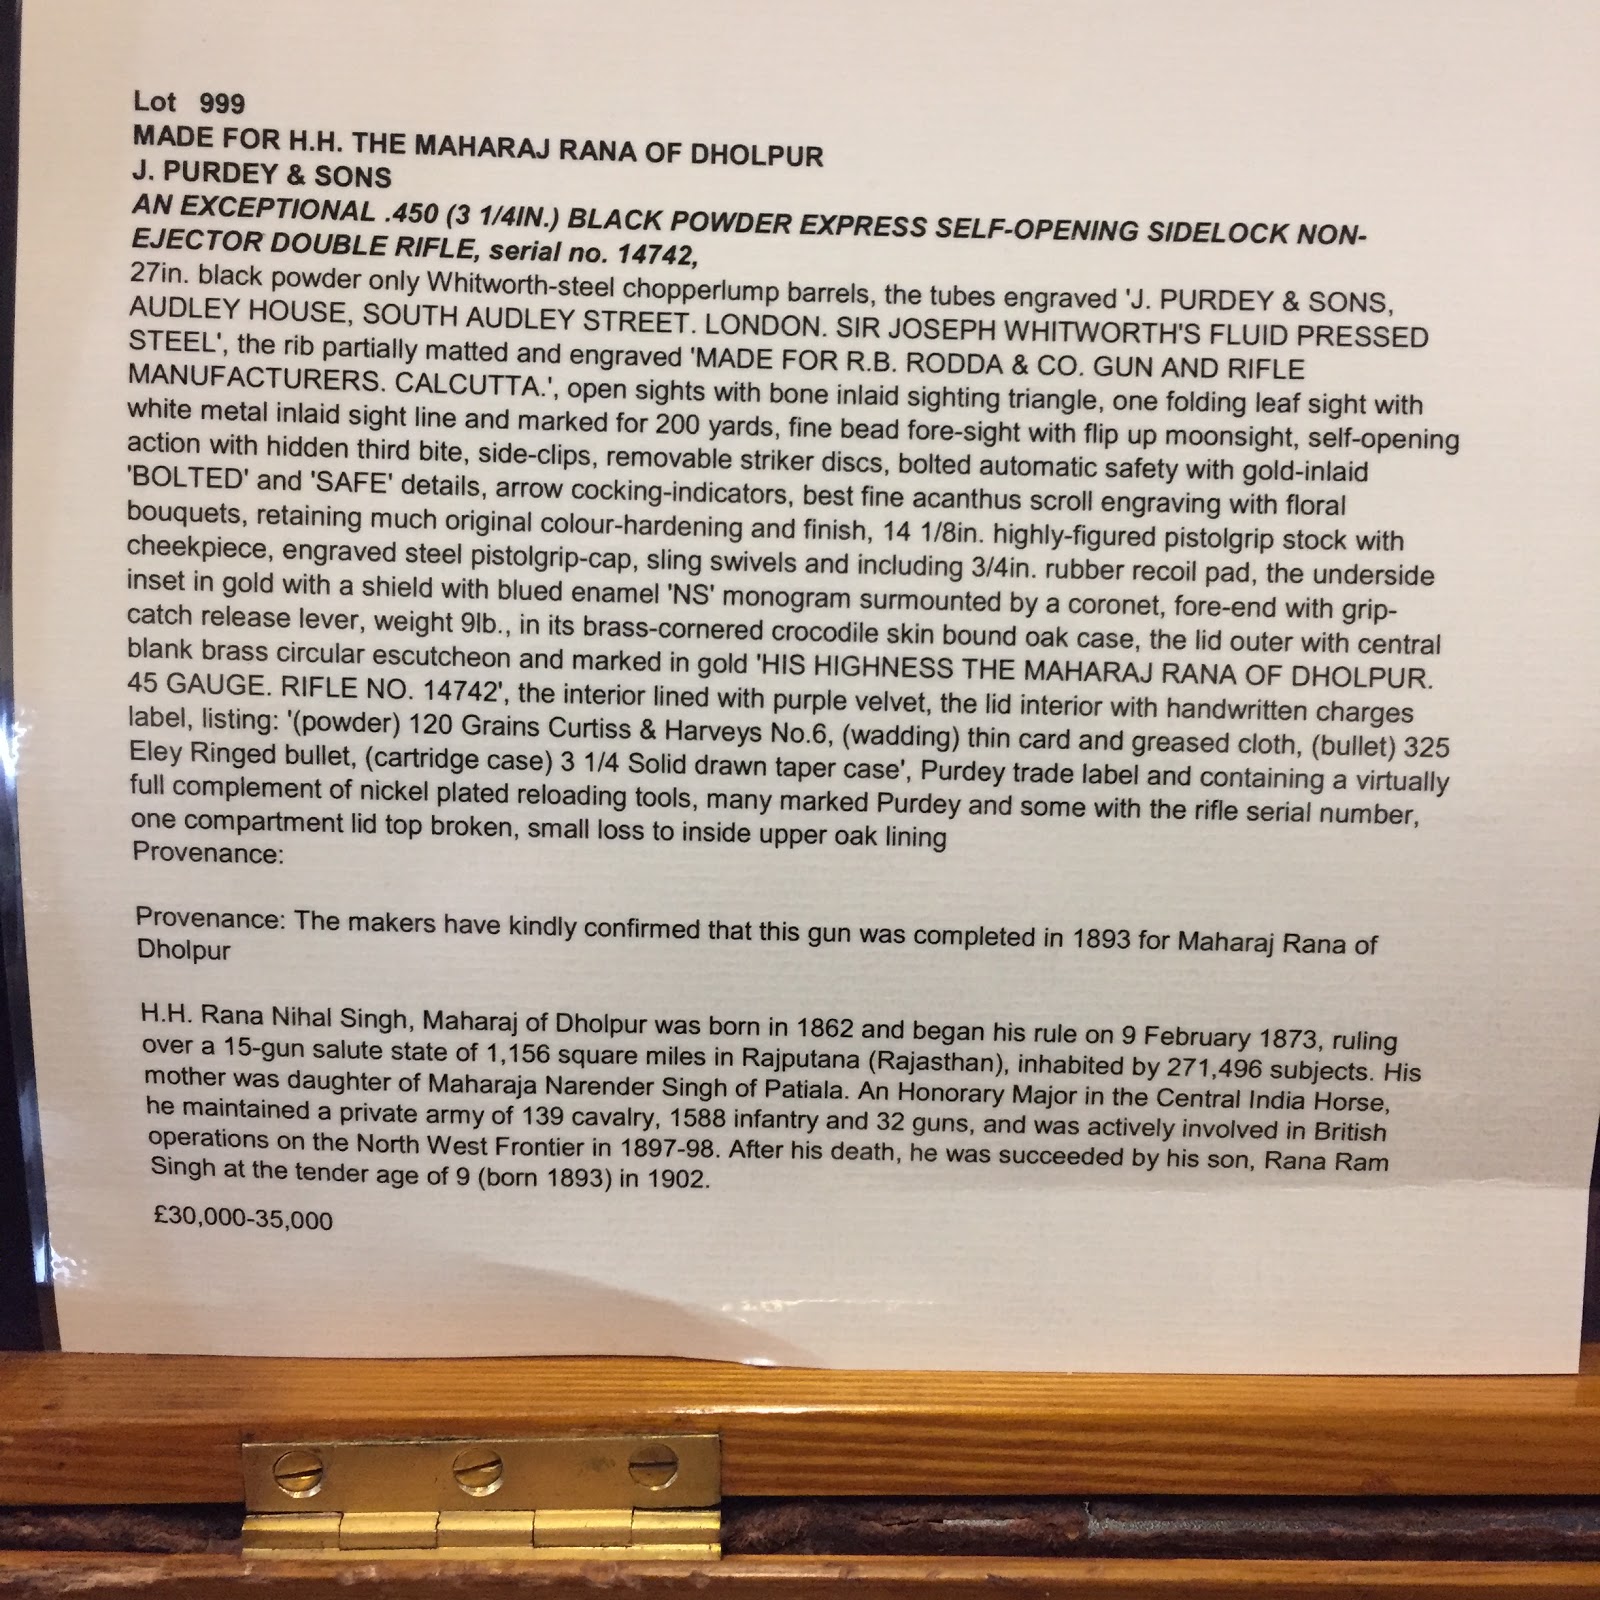 Lot 999
MADE FOR H.H. THE MAHARAJ RANA OF DHOLPUR
J. PURDEY & SONS
AN EXCEPTIONAL .450 (3 1/4IN.) BLACK POWDER EXPRESS SELF-OPENING SIDELOCK NON-
EJECTOR DOUBLE RIFLE, serial no. 14742,
27in. black powder only Whitworth-steel chopperlump barrels, the tubes engraved 'J. PURDEY & SONS,
AUDLEY HOUSE, SOUTH AUDLEY STREET. LONDON. SIR JOSEPH WHITWORTH'S FLUID PRESSED
STEEL', the rib partially matted and engraved 'MADE FOR R.B. RODDA & CO. GUN AND RIFLE
MANUFACTURERS. CALCUTTA.', open sights with bone inlaid sighting triangle, one folding leaf sight with
white metal inlaid sight line and marked for 200 yards, fine bead fore-sight with flip up moonsight, self-opening
action with hidden third bite, side-clips, removable striker discs, bolted automatic safety with gold-inlaid
'BOLTED' and 'SAFE' details, arrow cocking-indicators, best fine acanthus scroll engraving with floral
bouquets, retaining much original colour-hardening and finish, 14 1/8in. highly-figured pistolgrip stock with
cheekpiece, engraved steel pistolgrip-cap, sling swivels and including 3/4in. rubber recoil pad, the underside
inset in gold with a shield with blued enamel 'NS' monogram surmounted by a coronet, fore-end with grip-
catch release lever, weight 9lb., in its brass-cornered crocodile skin bound oak case, the lid outer with central
blank brass circular escutcheon and marked in gold 'HIS HIGHNESS THE MAHARAJ RANA OF DHOLPUR.
45 GAUGE. RIFLE NO. 14742', the interior lined with purple velvet, the lid interior with handwritten charges
label, listing: '(powder) 120 Grains Curtiss & Harveys No.6, (wadding) thin card and greased cloth, (bullet) 325
Eley Ringed bullet, (cartridge case) 3 1/4 Solid drawn taper case', Purdey trade label and containing a virtually
full complement of nickel plated reloading tools, many marked Purdey and some with the rifle serial number,
one compartment lid top broken, small loss to inside upper oak lining
Provenance:
Provenance: The makers have kindly confirmed that this gun was completed in 1893 for Maharaj Rana of
Dholpur
H.H. Rana Nihal Singh, Maharaj of Dholpur was born in 1862 and began his rule on 9 February 1873, ruling
over a 15-gun salute state of 1,156 square miles in Rajputana (Rajasthan), inhabited by 271,496 subjects. His
mother was daughter of Maharaja Narender Singh of Patiala. An Honorary Major in the Central India Horse,
he maintained a private army of 139 cavalry, 1588 infantry and 32 guns, and was actively involved in British
operations on the North West Frontier in 1897-98. After his death, he was succeeded by his son, Rana Ram
Singh at the tender age of 9 (born 1893) in 1902.
£30,000-35,000